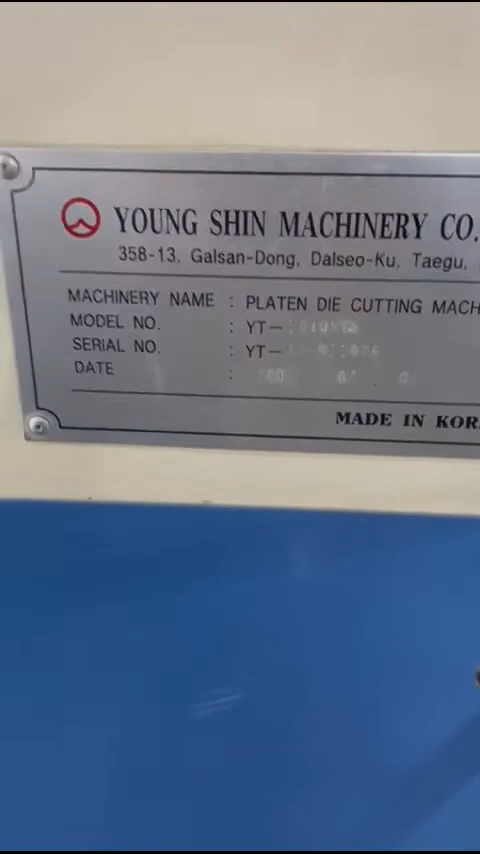 YOUNG SHIN MACHINERY CO.
358-13, Galsan-Dong, Dalseo-Ku, Taegu,
MACHINERY NAME : PLATEN DIE CUTTING MACH
MODEL NO. : YT-
SERIAL NO. : YT-
DATE :
MADE IN KOR